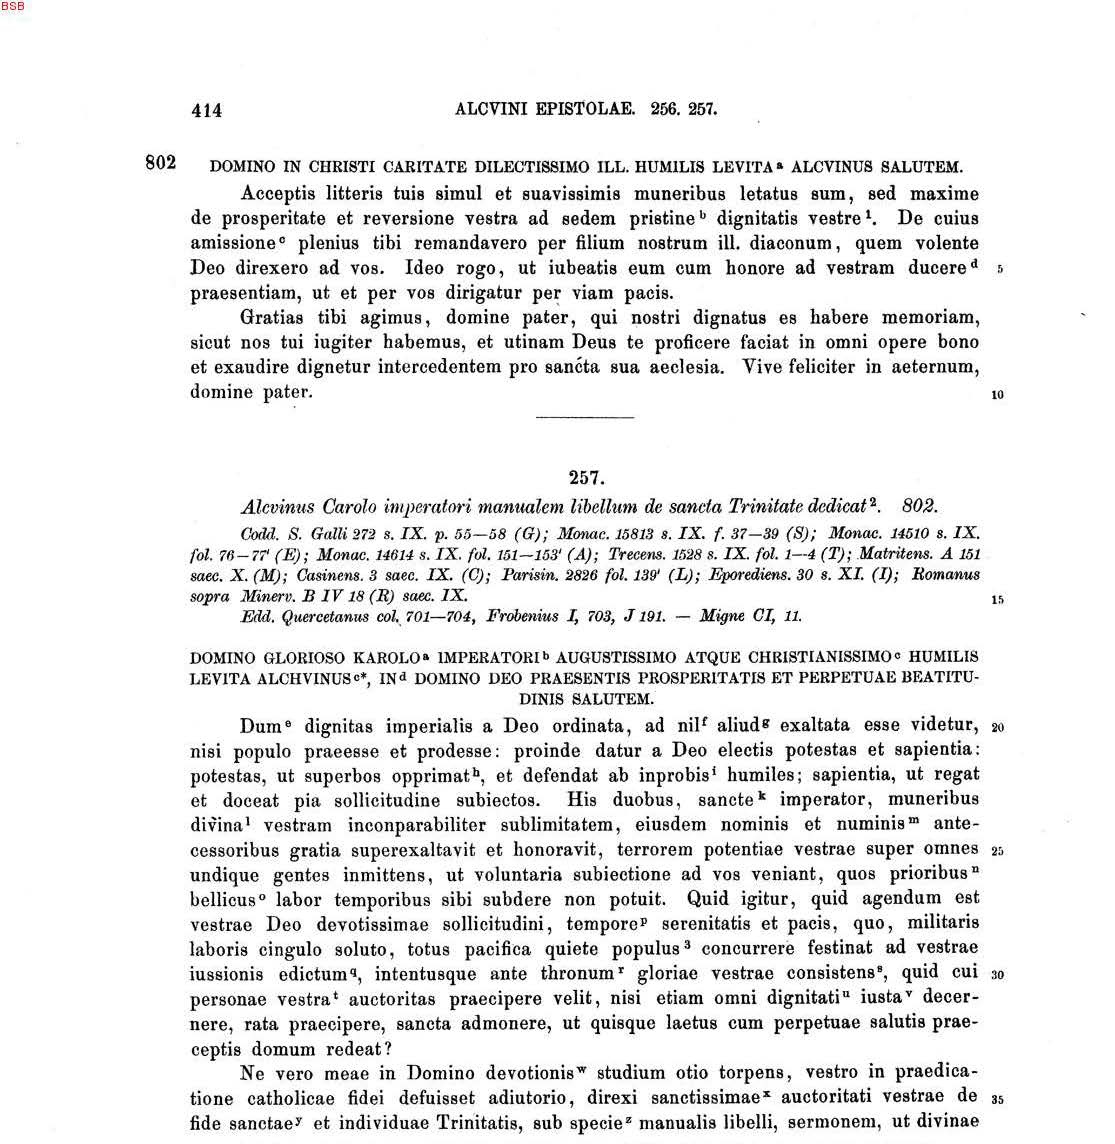 BSB
414 ALCVINI EPISTOLAE. 256. 257.
802 DOMINO IN CHRISTI CARITATE DILECTISSIMO ILL. HUMILIS LEVITA a ALCVINUS SALUTEM.
Acceptis litteris tuis simul et suavissimis muneribus letatus sum, sed maxime
de prosperitate et reversione vestra ad sedem pristine b dignitatis vestre 1. De cuius
amissione c plenius tibi remandavero per filium nostrum ill. diaconum, quem volente
Deo direxero ad vos. Ideo rogo, ut iubeatis eum cum honore ad vestram ducere d 5
praesentiam, ut et per vos dirigatur per viam pacis.
Gratias tibi agimus, domine pater, qui nostri dignatus es habere memoriam,
sicut nos tui iugiter habemus, et utinam Deus te proficere faciat in omni opere bono
et exaudire dignetur intercedentem pro sancta sua aeclesia. Vive feliciter in aeternum,
domine pater. 10
257.
Alcvinus Carolo imperatori manualem libellum de sancta Trinitate dedicat 2. 802.
Codd. S. Galli 272 s. IX. p. 55—58 (G); Monac. 15813 s. IX. f. 37—39 (S); Monac. 14510 s. IX.
fol. 76—77' (E); Monac. 14614 s. IX. fol. 151—153' (A); Trecens. 1528 s. IX. fol. 1—4 (T); Matritens. A 151
saec. X. (M); Casinens. 3 saec. IX. (C); Parisin. 2826 fol. 139' (L); Eporediens. 30 s. XI. (I); Romanus
sopra Minerv. B IV 18 (R) saec. IX. 15
Edd. Quercetanus col. 701—704, Frobenius I, 703, J 191. — Migne CI, 11.
DOMINO GLORIOSO KAROLO a IMPERATORI b AUGUSTISSIMO ATQUE CHRISTIANISSIMO c HUMILIS
LEVITA ALCHVINUS c*, IN d DOMINO DEO PRAESENTIS PROSPERITATIS ET PERPETUAE BEATITU-
DINIS SALUTEM.
Dum e dignitas imperialis a Deo ordinata, ad nil f aliud g exaltata esse videtur, 20
nisi populo praeesse et prodesse: proinde datur a Deo electis potestas et sapientia:
potestas, ut superbos opprimat h, et defendat ab inprobis i humiles; sapientia, ut regat
et doceat pia sollicitudine subiectos. His duobus, sancte k imperator, muneribus
divina l vestram inconparabiliter sublimitatem, eiusdem nominis et numinis m ante-
cessoribus gratia superexaltavit et honoravit, terrorem potentiae vestrae super omnes 25
undique gentes inmittens, ut voluntaria subiectione ad vos veniant, quos prioribus n
bellicus o labor temporibus sibi subdere non potuit. Quid igitur, quid agendum est
vestrae Deo devotissimae sollicitudini, tempore p serenitatis et pacis, quo, militaris
laboris cingulo soluto, totus pacifica quiete populus 3 concurrere festinat ad vestrae
iussionis edictum q, intentusque ante thronum r gloriae vestrae consistens s, quid cui 30
personae vestra t auctoritas praecipere velit, nisi etiam omni dignitati u iusta v decer-
nere, rata praecipere, sancta admonere, ut quisque laetus cum perpetuae salutis prae-
ceptis domum redeat?
Ne vero meae in Domino devotionis w studium otio torpens, vestro in praedica-
tione catholicae fidei defuisset adiutorio, direxi sanctissimae x auctoritati vestrae de 35
fide sanctae y et individuae Trinitatis, sub specie z manualis libelli, sermonem, ut divinae